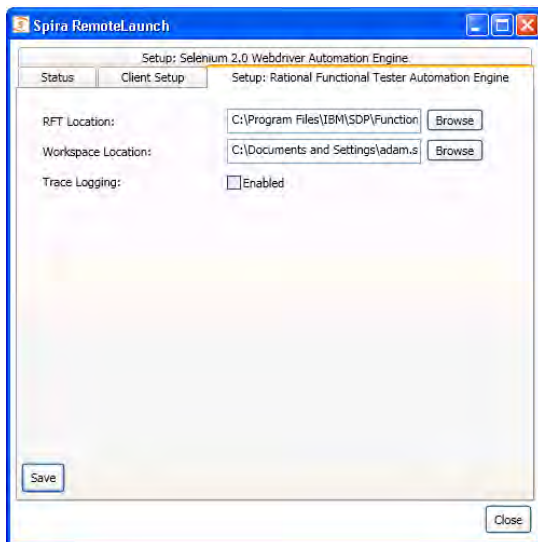 Spira RemoteLaunch
Setup: Selenium 2.0 Webdriver Automation Engine
Status Client Setup Setup: Rational Functional Tester Automation Engine
RFT Location: C:\Program Files\IBM\SDP\Function Browse
Workspace Location: C:\Documents and Settings\adam.s Browse
Trace Logging: Enabled
Save
Close